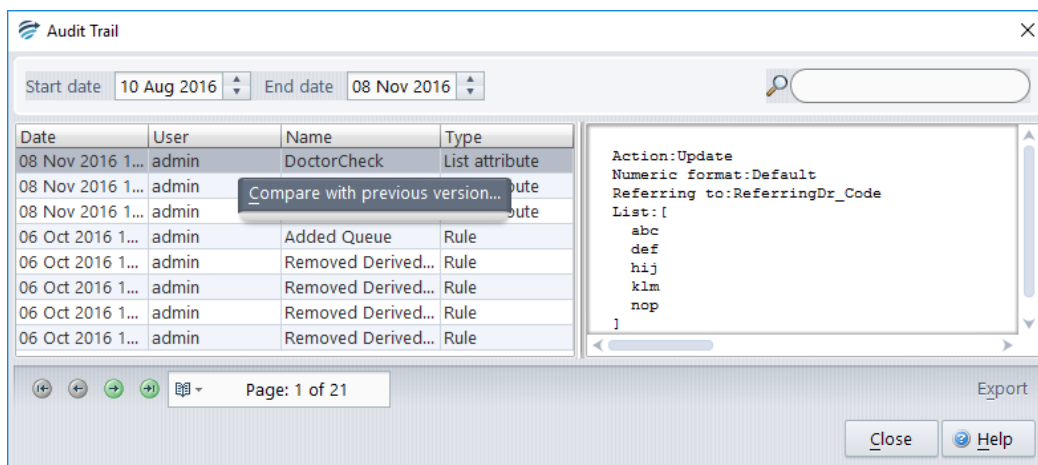 Audit Trail
Start date 10 Aug 2016 End date 08 Nov 2016
Date User Name Type
08 Nov 2016 1... admin DoctorCheck List attribute
08 Nov 2016 1... admin bute
Compare with previous version...
08 Nov 2016 1... admin bute
06 Oct 2016 1... admin Added Queue Rule
06 Oct 2016 1... admin Removed Derived... Rule
06 Oct 2016 1... admin Removed Derived... Rule
06 Oct 2016 1... admin Removed Derived... Rule
06 Oct 2016 1... admin Removed Derived... Rule
Action:Update
Numeric format:Default
Referring to:ReferringDr_Code
List:[
abc
def
hij
klm
nop
]
Page: 1 of 21
Export
Close Help